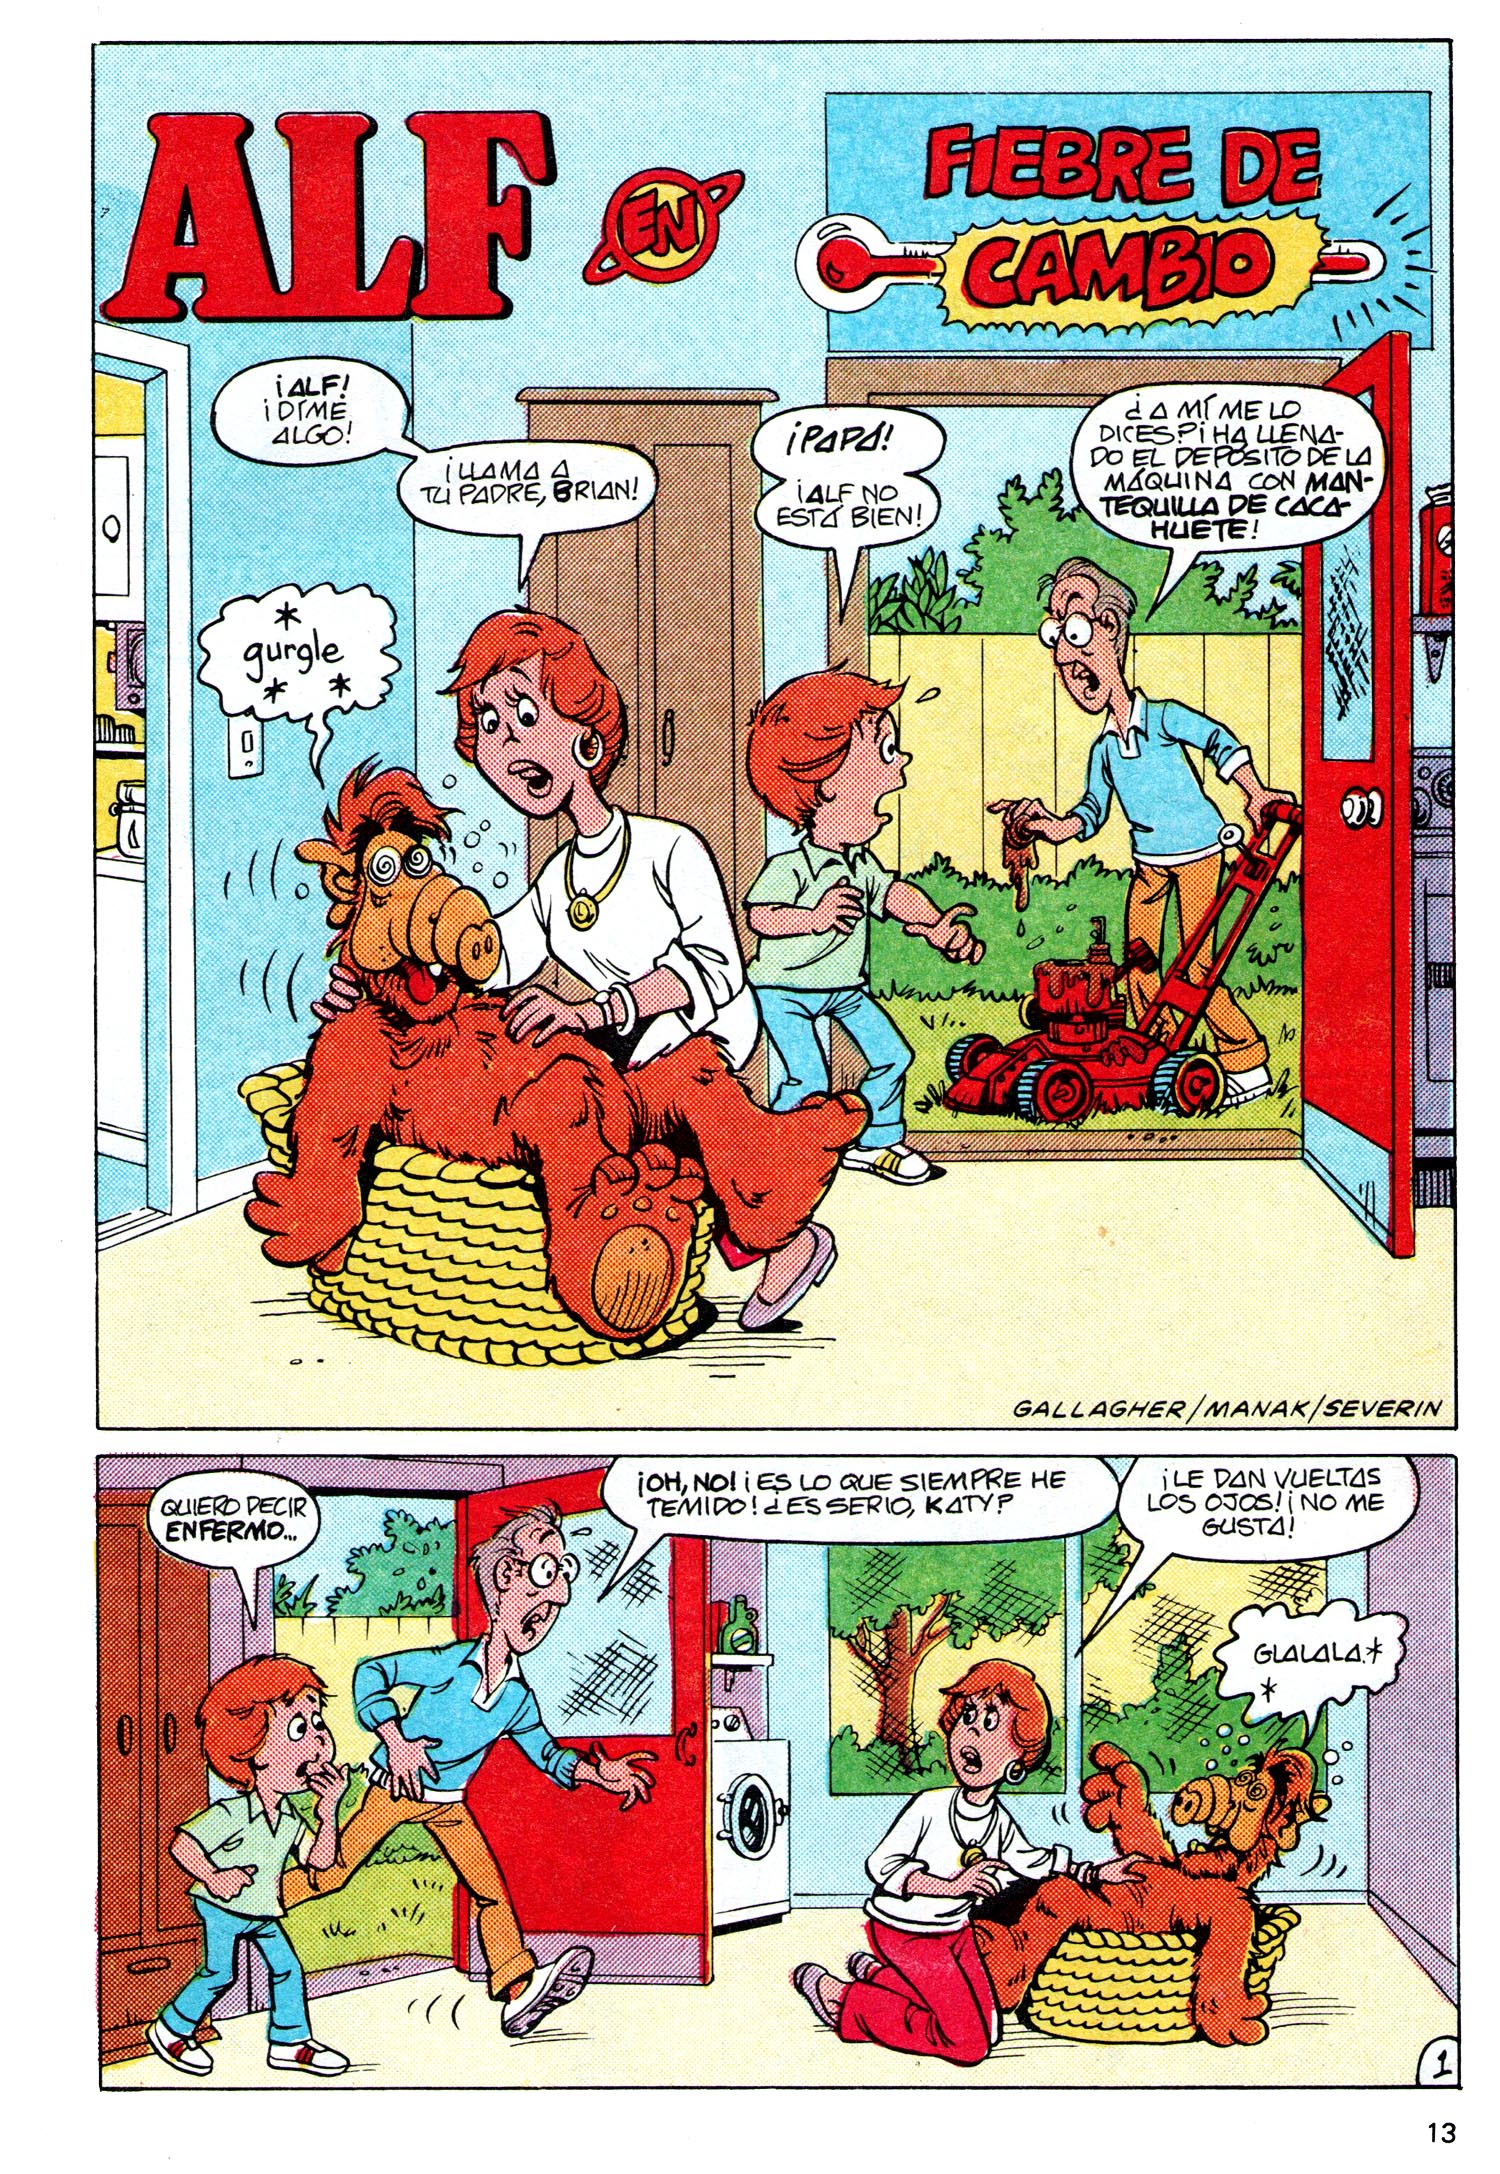 ALF
EN
FIEBRE DE
CAMBIO
¡ALF!
¡DÍME
ALGO!
¡LLAMA A
TU PADRE, BRIAN!
¡PAPÁ!
¡ALF NO
ESTÁ BIEN!
¿A MÍ ME LO
DICES? ¡HA LLENA-
DO EL DEPÓSITO DE LA
MÁQUINA CON MAN-
TEQUILLA DE CACA-
HUETE!
*
gurgle
* *
GALLAGHER/MANAK/SEVERIN
QUIERO DECIR
ENFERMO...
¡OH, NO! ¡ES LO QUE SIEMPRE HE
TEMIDO! ¿ES SERIO, KATY?
¡LE DAN VUELTAS
LOS OJOS! ¡NO ME
GUSTA!
GLALALA.*
*
1
13